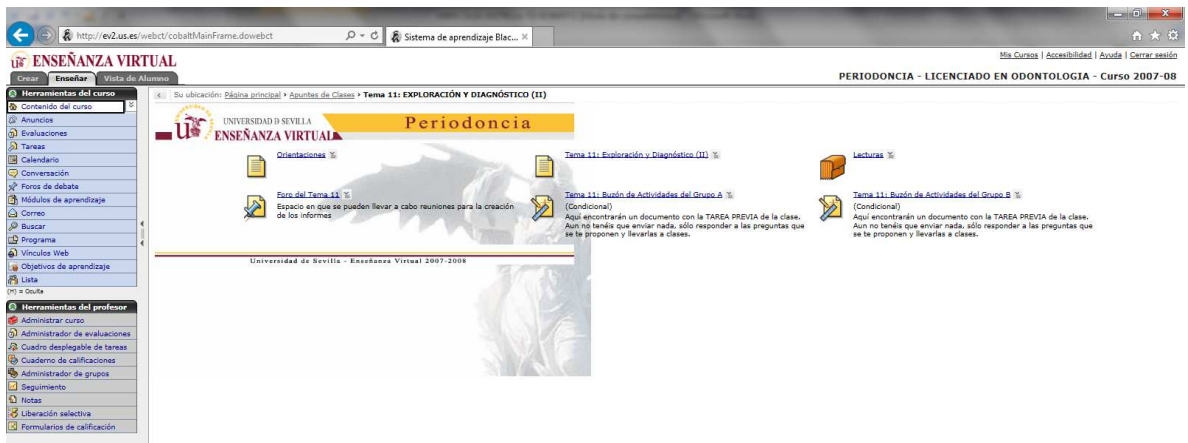 http://ev2.us.es/webct/cobaltMainFrame.dowebct
Sistema de aprendizaje Blac...
ENSEÑANZA VIRTUAL
Mis Cursos | Accesibilidad | Ayuda | Cerrar sesión
Crear Enseñar Vista de Alumno
PERIODONCIA - LICENCIADO EN ODONTOLOGIA - Curso 2007-08
Herramientas del curso
Contenido del curso
Anuncios
Evaluaciones
Tareas
Calendario
Conversación
Foros de debate
Módulos de aprendizaje
Correo
Buscar
Programa
Vínculos Web
Objetivos de aprendizaje
Lista
(H) = Oculta
Herramientas del profesor
Administrar curso
Administrador de evaluaciones
Cuadro desplegable de tareas
Cuaderno de calificaciones
Administrador de grupos
Seguimiento
Notas
Liberación selectiva
Formularios de calificación
Su ubicación: Página principal › Apuntes de Clases › Tema 11: EXPLORACIÓN Y DIAGNÓSTICO (II)
UNIVERSIDAD D SEVILLA
ENSEÑANZA VIRTUAL
Periodoncia
Orientaciones
Tema 11: Exploración y Diagnóstico (II)
Lecturas
Foro del Tema 11
Espacio en que se pueden llevar a cabo reuniones para la creación
de los informes
Tema 11: Buzón de Actividades del Grupo A
(Condicional)
Aquí encontrarán un documento con la TAREA PREVIA de la clase.
Aun no tenéis que enviar nada, sólo responder a las preguntas que
se te proponen y llevarlas a clases.
Tema 11: Buzón de Actividades del Grupo B
(Condicional)
Aquí encontrarán un documento con la TAREA PREVIA de la clase.
Aun no tenéis que enviar nada, sólo responder a las preguntas que
se te proponen y llevarlas a clases.
Universidad de Sevilla - Enseñanza Virtual 2007-2008